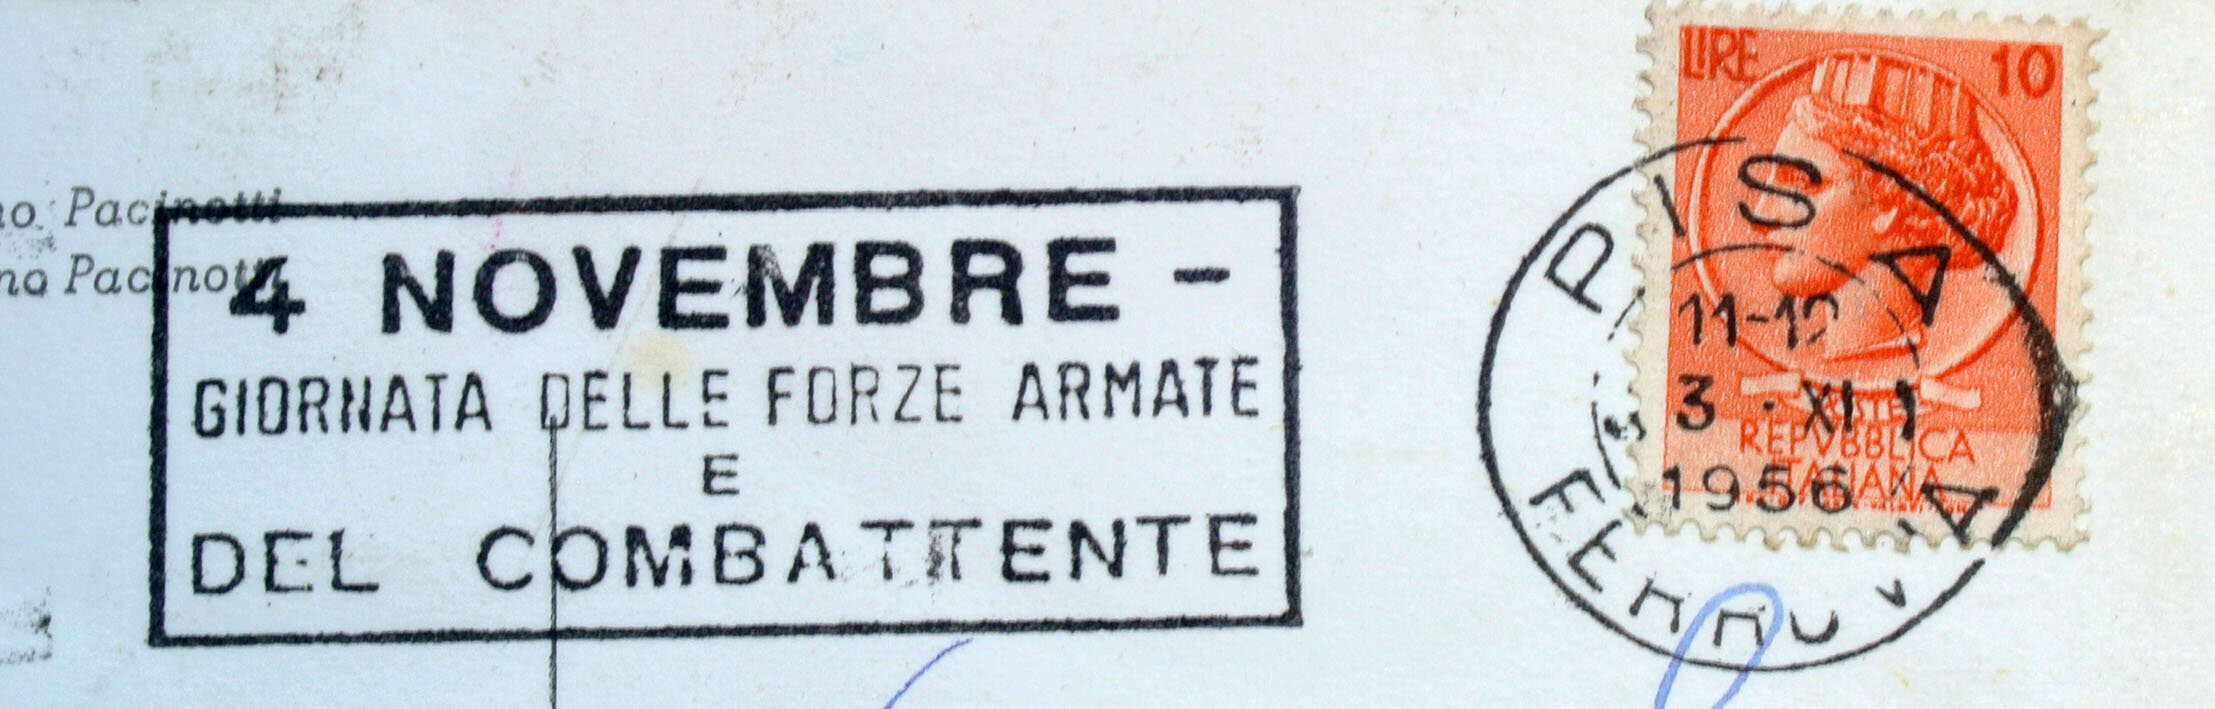 LIRE 10
no Pacinotti
no Pacinotti
4 NOVEMBRE -
GIORNATA DELLE FORZE ARMATE
E
DEL COMBATTENTE
PISA
11-12
3 · XI
1956
FERROVIA
POSTE
REPVBBLICA
ITALIANA